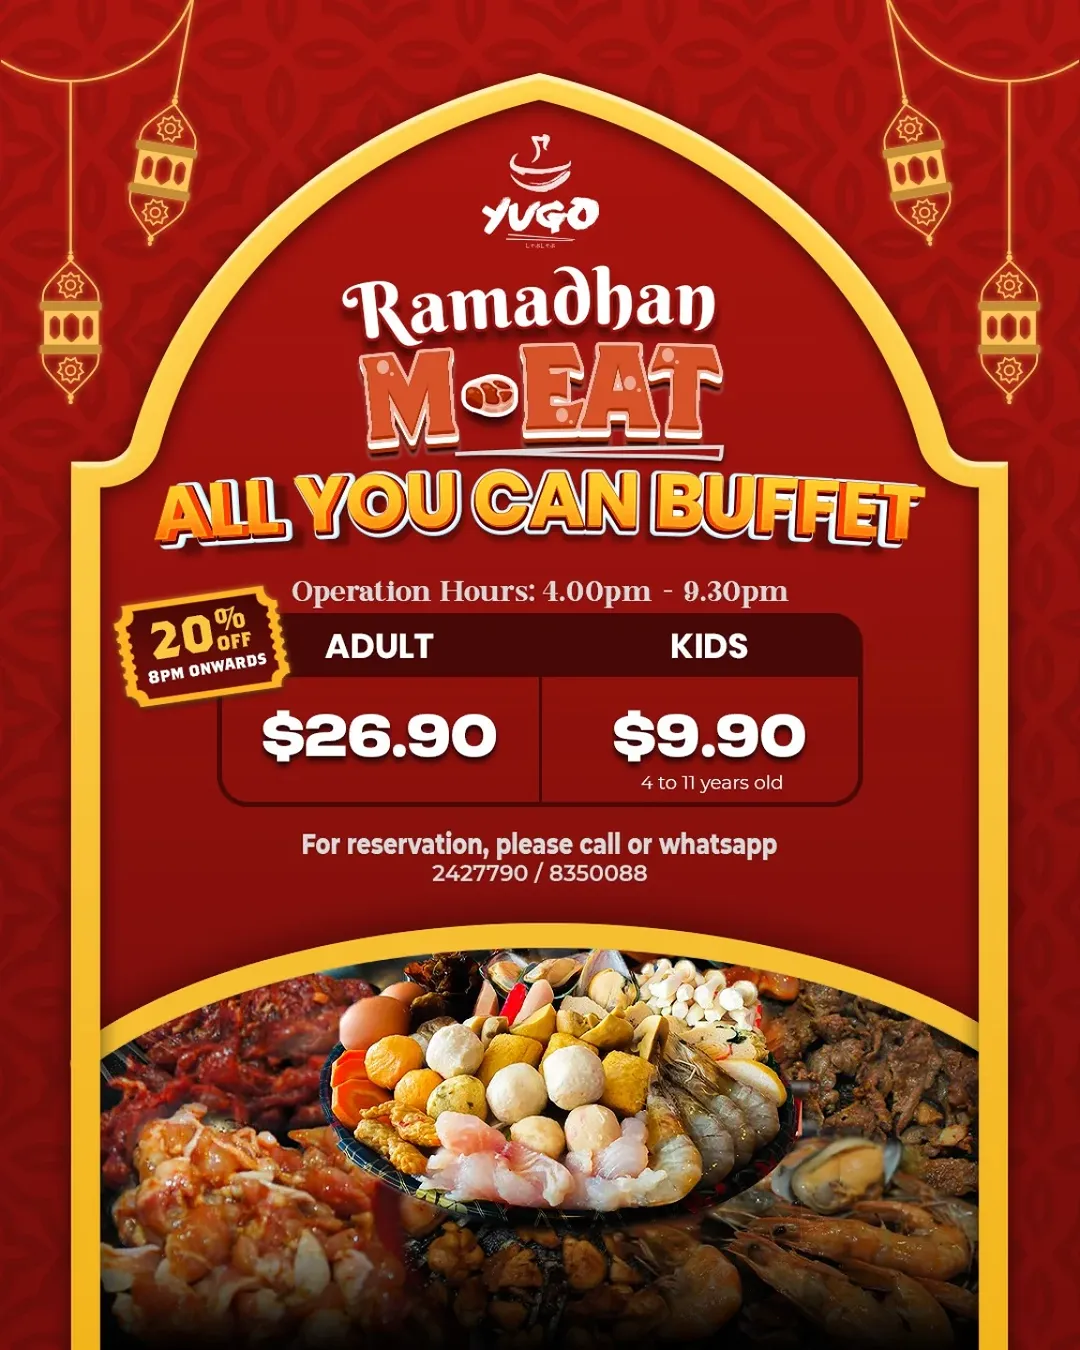 YUGO
Ramadhan
M EAT
ALL YOU CAN BUFFET
Operation Hours: 4.00pm - 9.30pm
20% OFF
8PM ONWARDS
ADULT
KIDS
$26.90
$9.90
4 to 11 years old
For reservation, please call or whatsapp
2427790 / 8350088